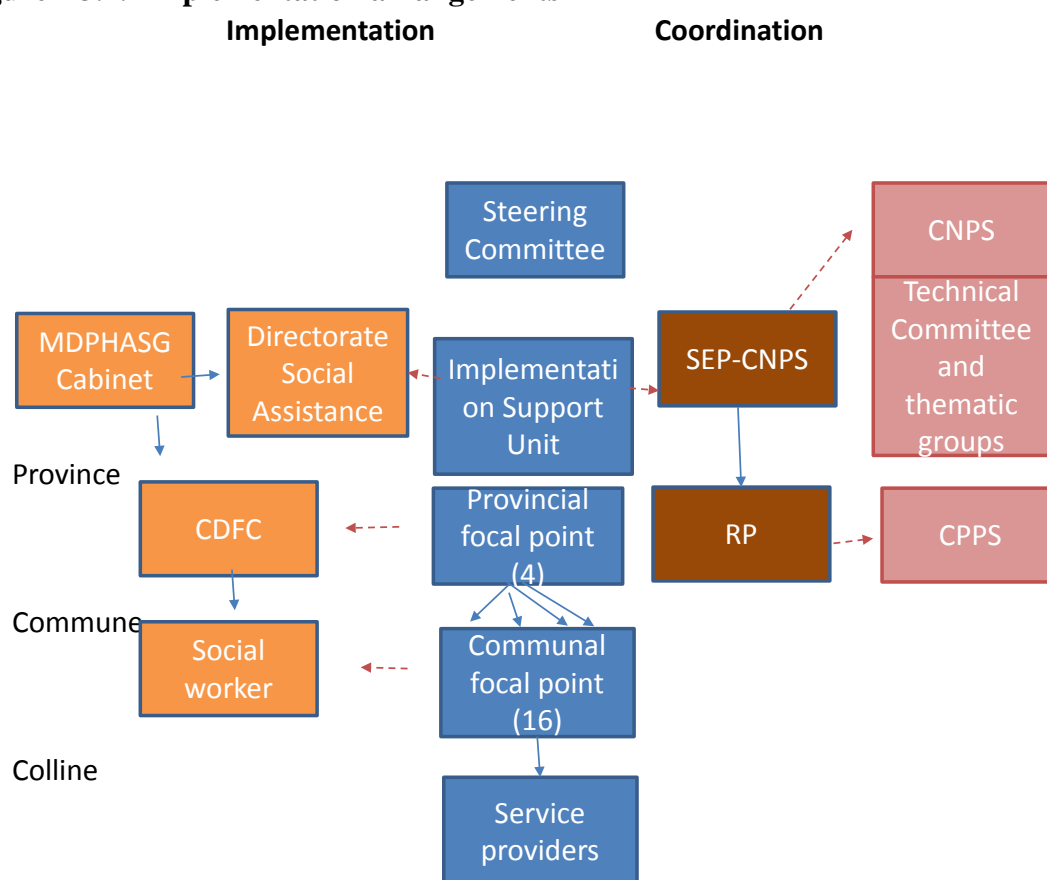 Implementation
Coordination
Steering
Committee
CNPS
Technical
Committee
and
thematic
groups
MDPHASG
Cabinet
Directorate
Social
Assistance
Implementati
on Support
Unit
SEP-CNPS
Province
CDFC
Provincial
focal point
(4)
RP
CPPS
Commune
Social
worker
Communal
focal point
(16)
Colline
Service
providers